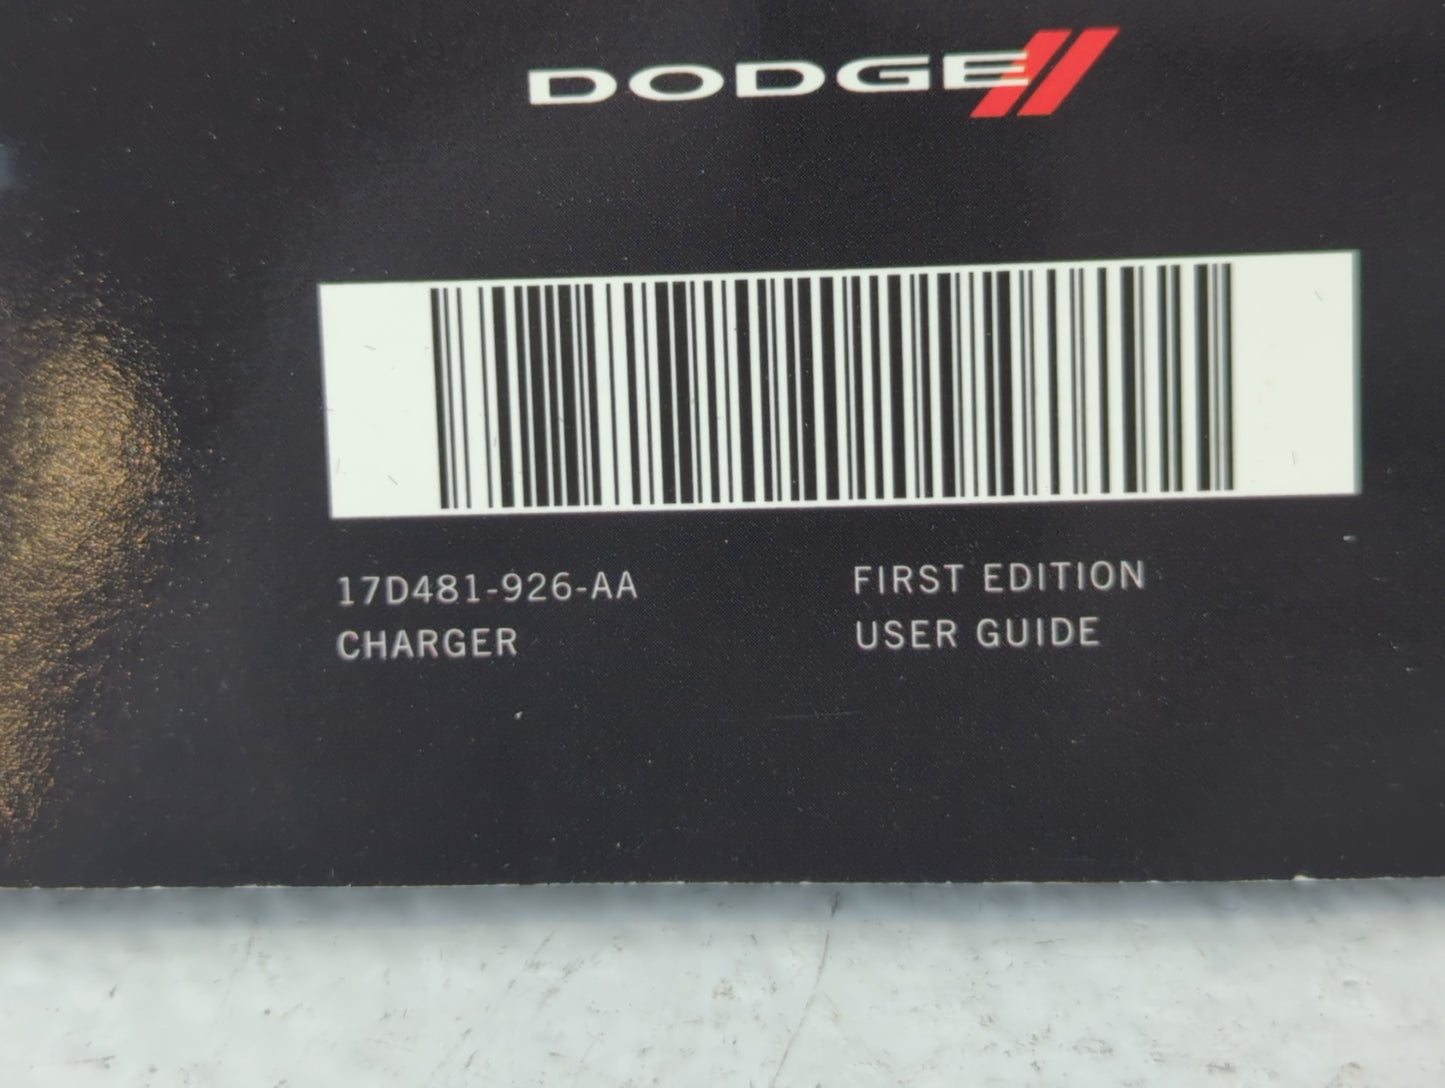 DODGE
17D481-926-AA
CHARGER
FIRST EDITION
USER GUIDE